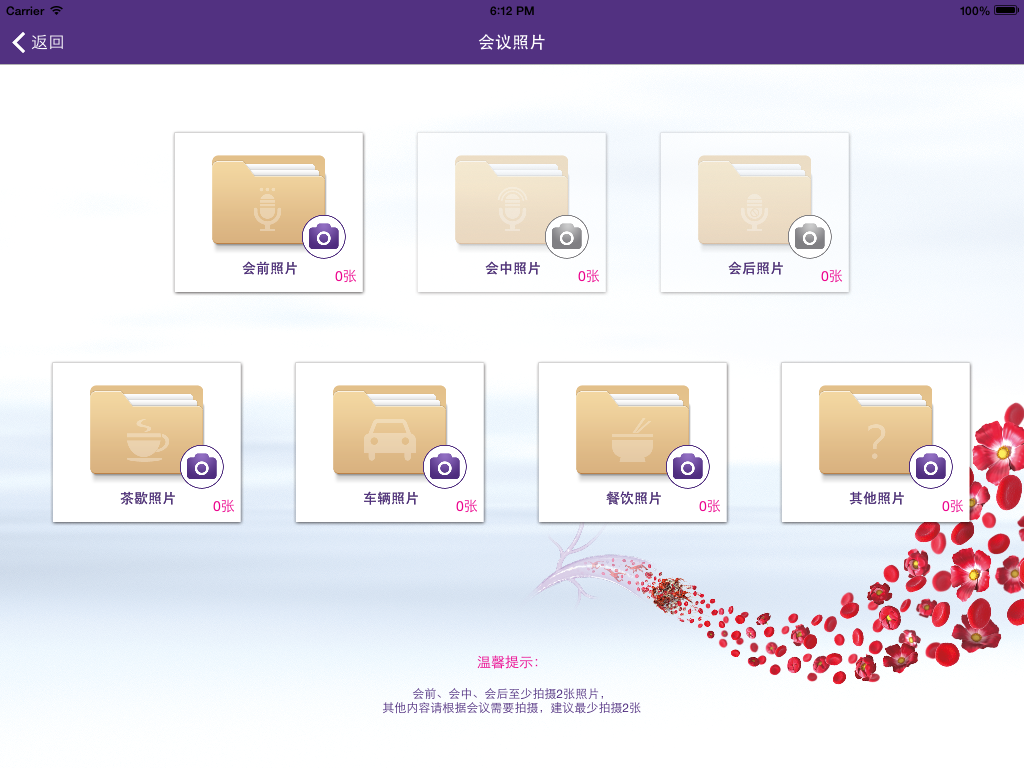 Carrier 6:12 PM 100%
返回 会议照片
会前照片 会中照片 会后照片
0张 0张 0张
?
茶歇照片 车辆照片 餐饮照片 其他照片
0张 0张 0张 0张
温馨提示：
会前、会中、会后至少拍摄2张照片，
其他内容请根据会议需要拍摄，建议最少拍摄2张